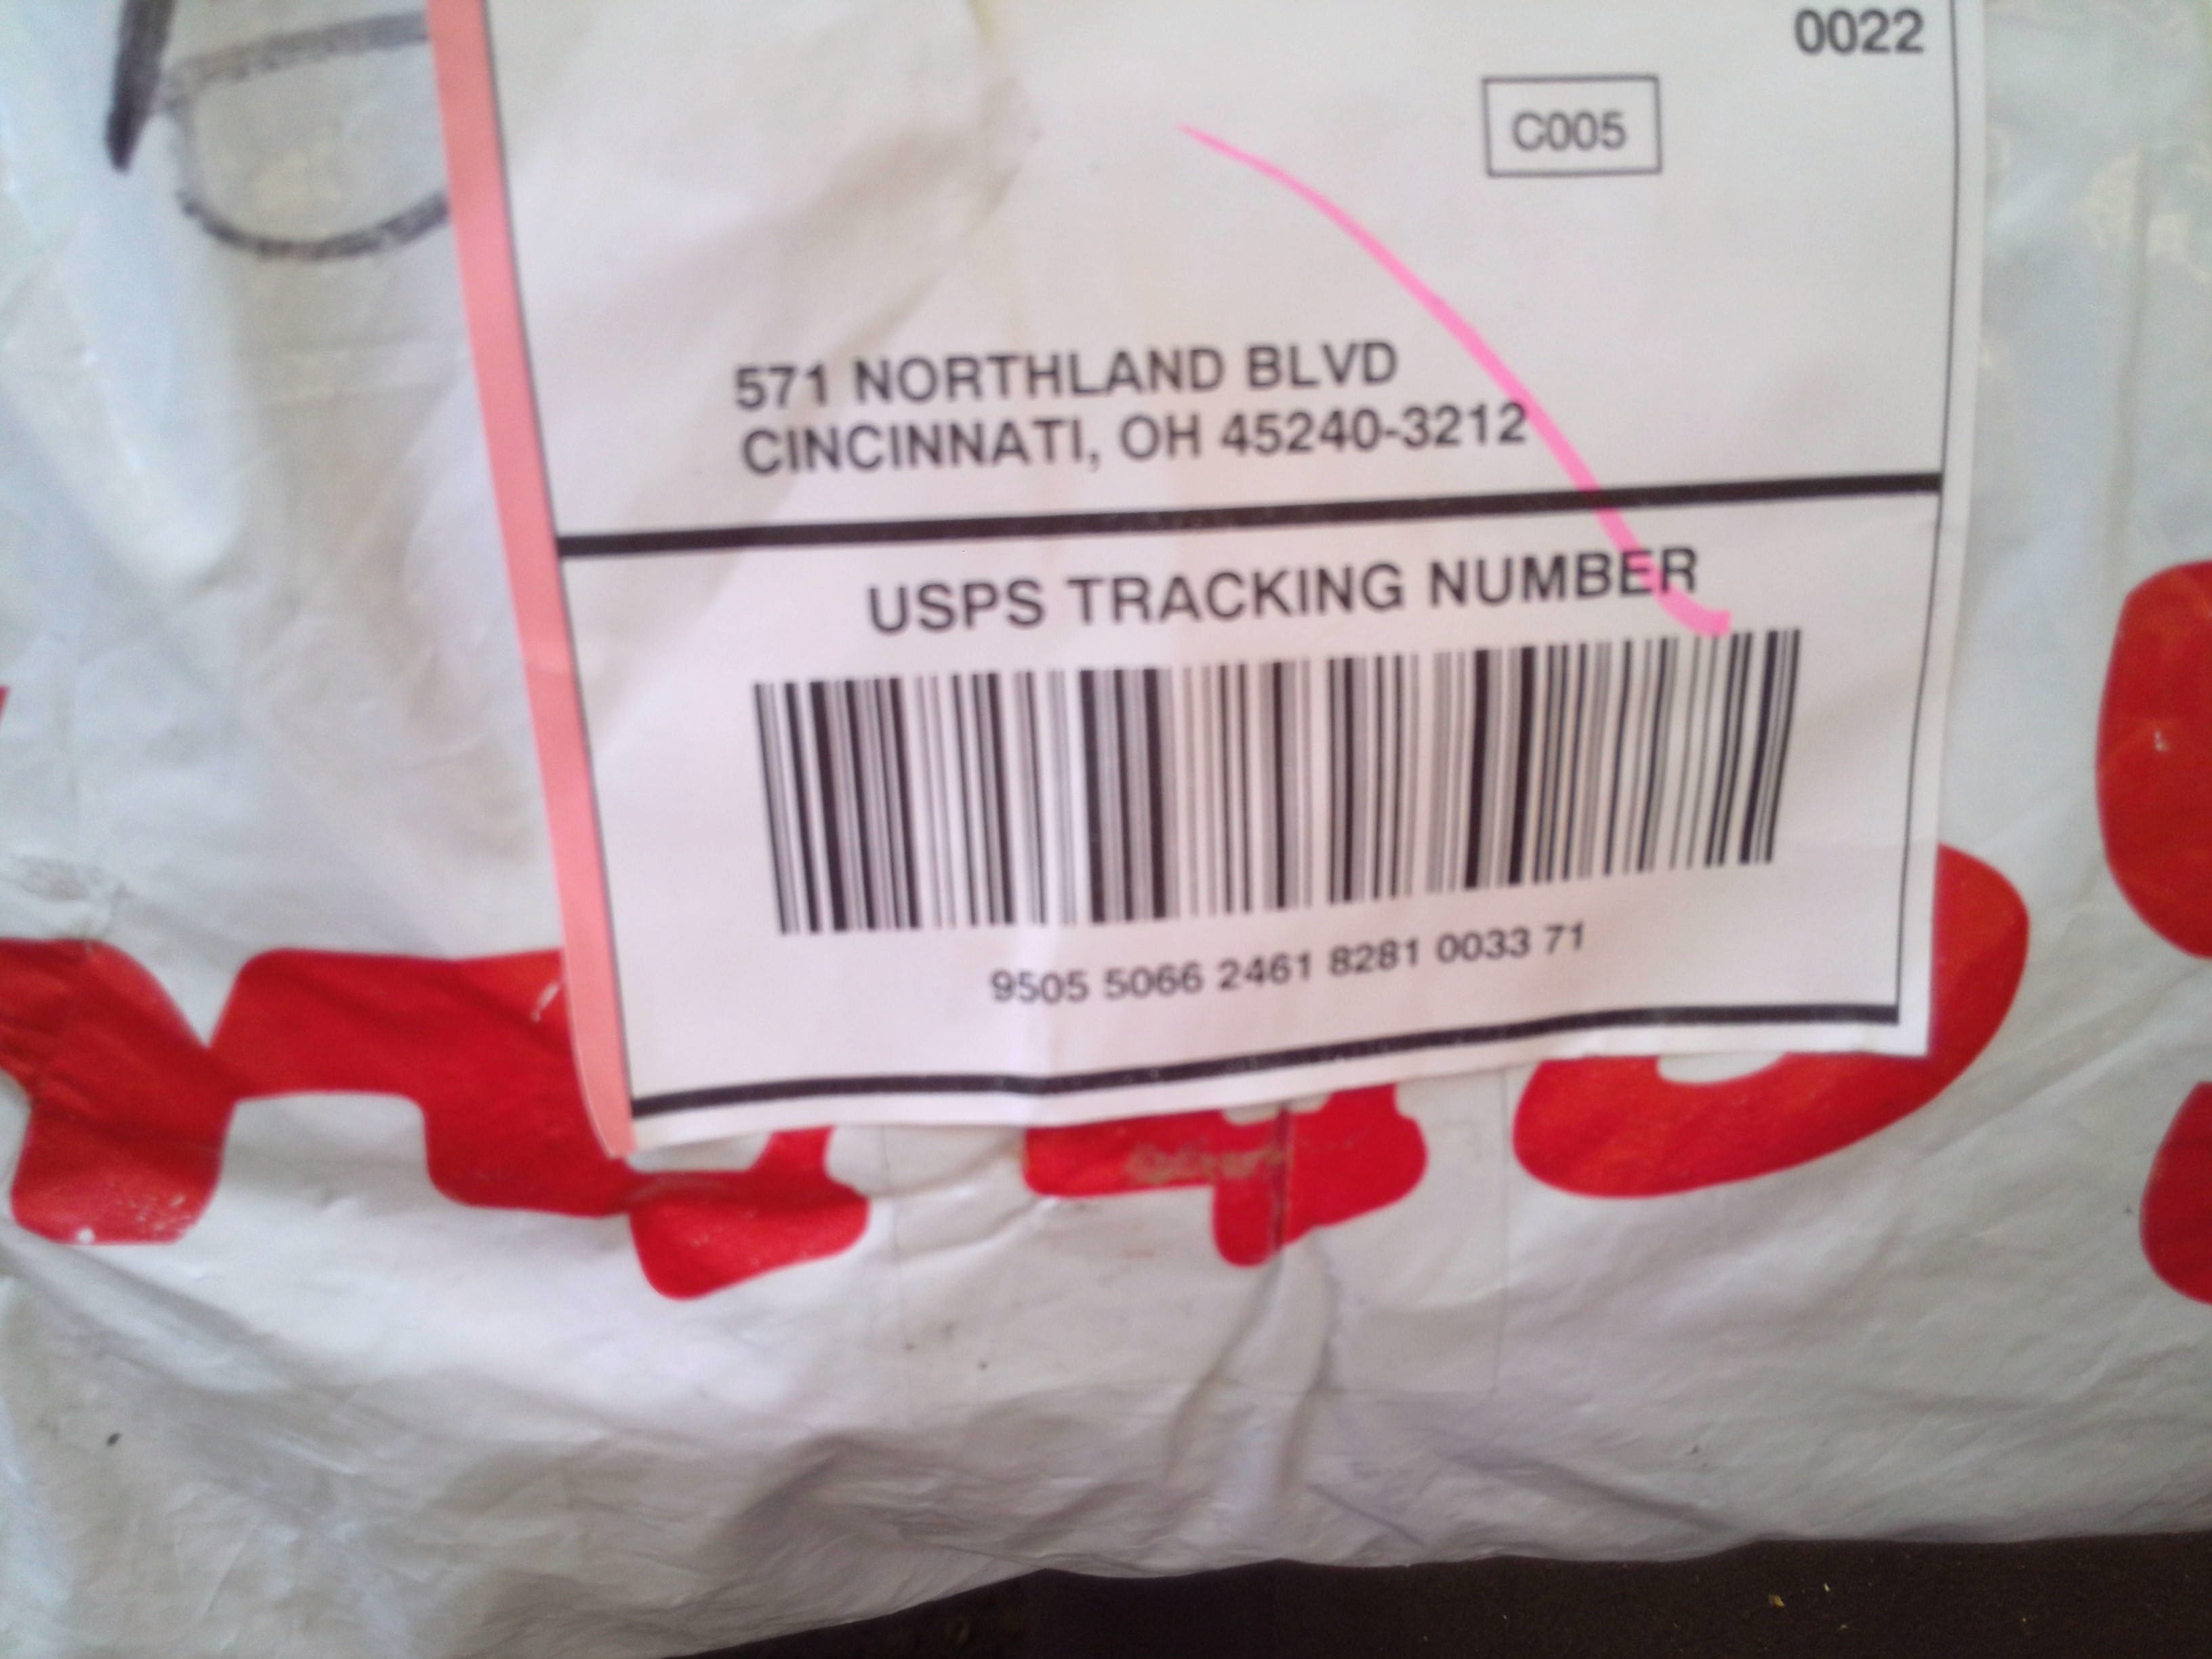 0022
C005
571 NORTHLAND BLVD
CINCINNATI, OH 45240-3212
USPS TRACKING NUMBER
9505 5066 2461 8281 0033 71